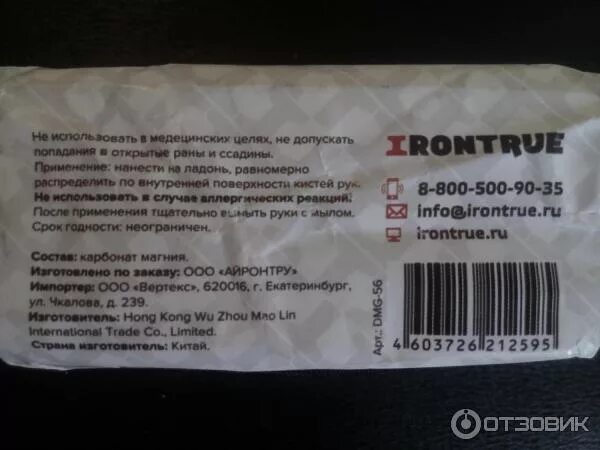 Не использовать в медецинских целях, не допускать
попадания в открытые раны и ссадины.
Применение: нанести на ладонь, равномерно
распределить по внутренней поверхности кистей рук.
Не использовать в случае аллергических реакций.
После применения тщательно вымыть руки с мылом.
Срок годности: неограничен.
Состав: карбонат магния.
Изготовлено по заказу: ООО «АЙРОНТРУ»
Импортер: ООО «Вертекс», 620016, г. Екатеринбург,
ул. Чкалова, д. 239.
Изготовитель: Hong Kong Wu Zhou Mao Lin
International Trade Co., Limited.
Страна изготовитель: Китай.
IRONTRUE
8-800-500-90-35
info@irontrue.ru
irontrue.ru
Арт.: DMG-56
4 603726 212595
ОТЗОВИК